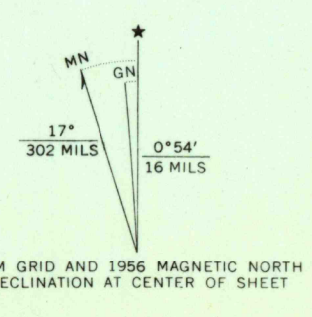 ★
MN
GN
17°
302 MILS
0°54′
16 MILS
M GRID AND 1956 MAGNETIC NORTH
ECLINATION AT CENTER OF SHEET